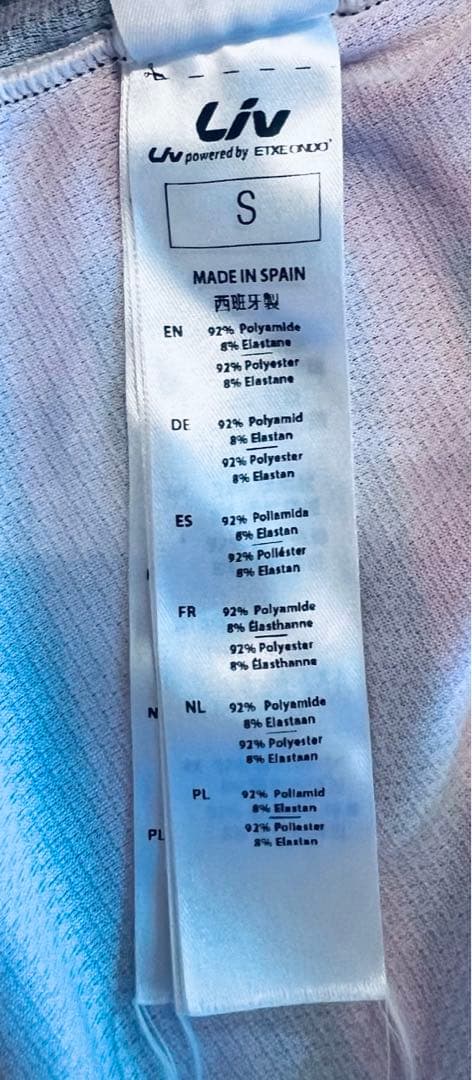 Liv
Liv powered by ETXEONDO
S
MADE IN SPAIN
西班牙製
EN 92% Polyamide
8% Elastane
92% Polyester
8% Elastane
DE 92% Polyamid
8% Elastan
92% Polyester
8% Elastan
ES 92% Poliamida
8% Elastan
92% Poliéster
8% Elastan
FR 92% Polyamide
8% Élasthanne
92% Polyester
8% Élasthanne
NL 92% Polyamide
8% Elastaan
92% Polyester
8% Elastaan
PL 92% Poliamid
8% Elastan
92% Poliester
8% Elastan
N
PL